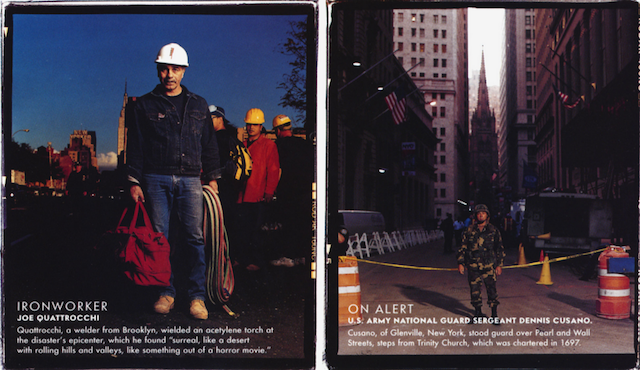 IRONWORKER
JOE QUATTROCCHI
Quattrocchi, a welder from Brooklyn, wielded an acetylene torch at
the disaster's epicenter, which he found "surreal, like a desert
with rolling hills and valleys, like something out of a horror movie."
ON ALERT
U.S. ARMY NATIONAL GUARD SERGEANT DENNIS CUSANO.
Cusano, of Glenville, New York, stood guard over Pearl and Wall
Streets, steps from Trinity Church, which was chartered in 1697.